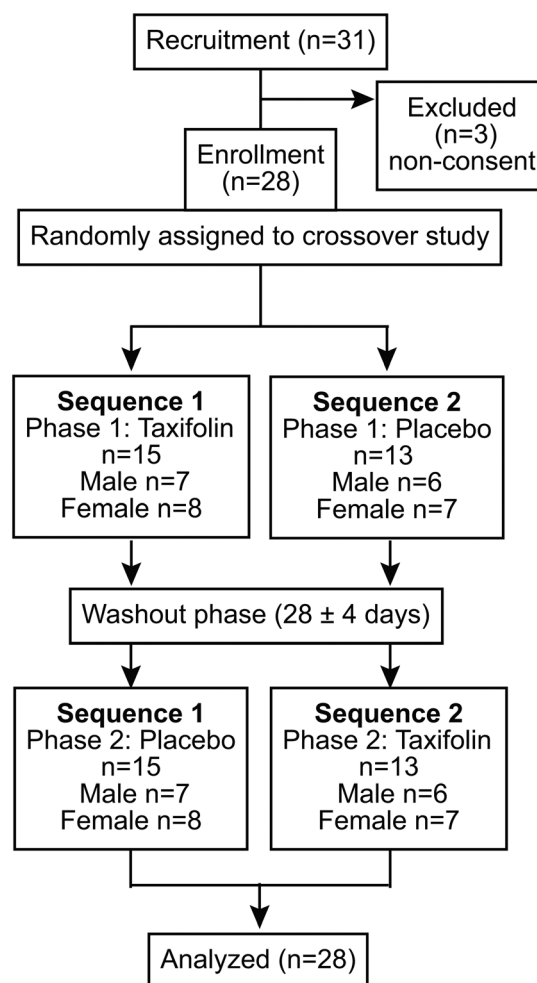 Recruitment (n=31)
Excluded
(n=3)
non-consent
Enrollment
(n=28)
Randomly assigned to crossover study
Sequence 1
Phase 1: Taxifolin
n=15
Male n=7
Female n=8
Sequence 2
Phase 1: Placebo
n=13
Male n=6
Female n=7
Washout phase (28 ± 4 days)
Sequence 1
Phase 2: Placebo
n=15
Male n=7
Female n=8
Sequence 2
Phase 2: Taxifolin
n=13
Male n=6
Female n=7
Analyzed (n=28)